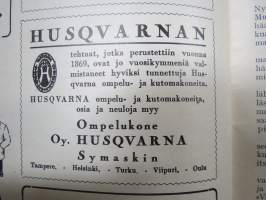 HUSQVARNAN
tehtaat, jotka perustettiin vuonna
1869, ovat jo vuosikymmeniä val-
mistaneet hyviksi tunnettuja Hus-
qvarna ompelu- ja kutomakoneita.
HUSQVARNA ompelu- ja kutomakoneita,
osia ja neuloja myy
Ompelukone
Oy. HUSQVARNA
Symaskin
Tampere, - Helsinki, - Turku, - Viipuri, - Oulu